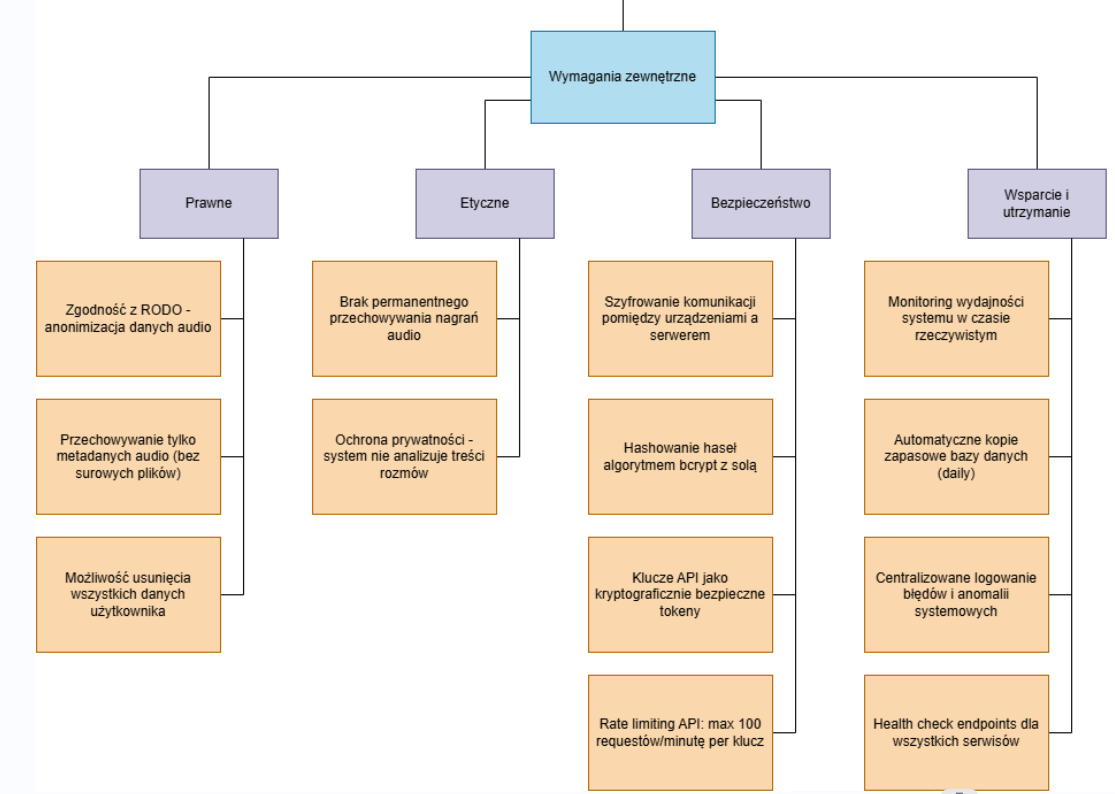 Wymagania zewnętrzne
Prawne
Etyczne
Bezpieczeństwo
Wsparcie i
utrzymanie
Zgodność z RODO -
anonimizacja danych audio
Przechowywanie tylko
metadanych audio (bez
surowych plików)
Możliwość usunięcia
wszystkich danych
użytkownika
Brak permanentnego
przechowywania nagrań
audio
Ochrona prywatności -
system nie analizuje treści
rozmów
Szyfrowanie komunikacji
pomiędzy urządzeniami a
serwerem
Hashowanie haseł
algorytmem bcrypt z solą
Klucze API jako
kryptograficznie bezpieczne
tokeny
Rate limiting API: max 100
requestów/minutę per klucz
Monitoring wydajności
systemu w czasie
rzeczywistym
Automatyczne kopie
zapasowe bazy danych
(daily)
Centralizowane logowanie
błędów i anomalii
systemowych
Health check endpoints dla
wszystkich serwisów